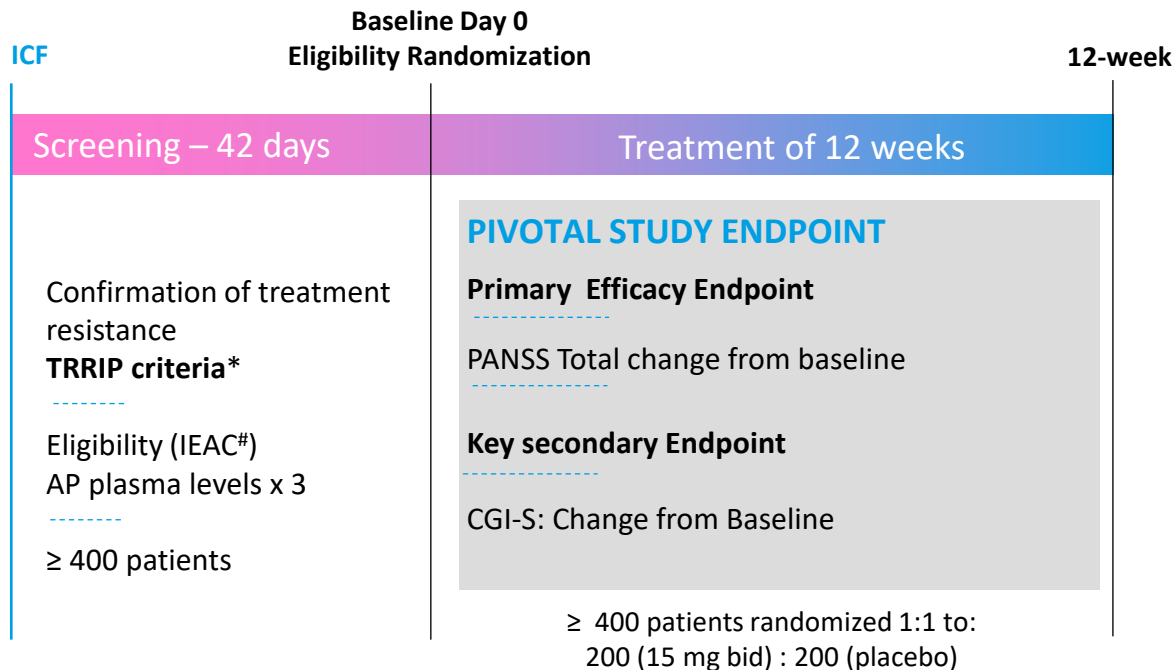 Baseline Day 0
ICF
Eligibility Randomization
12-week
Screening – 42 days
Treatment of 12 weeks
Confirmation of treatment
resistance
TRRIP criteria*
Eligibility (IEAC#)
AP plasma levels x 3
≥ 400 patients
PIVOTAL STUDY ENDPOINT
Primary Efficacy Endpoint
PANSS Total change from baseline
Key secondary Endpoint
CGI-S: Change from Baseline
≥ 400 patients randomized 1:1 to:
200 (15 mg bid) : 200 (placebo)